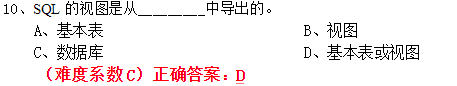 10、SQL 的视图是从_________中导出的。
A、基本表 B、视图
C、数据库 D、基本表或视图
（难度系数 C）正确答案：D